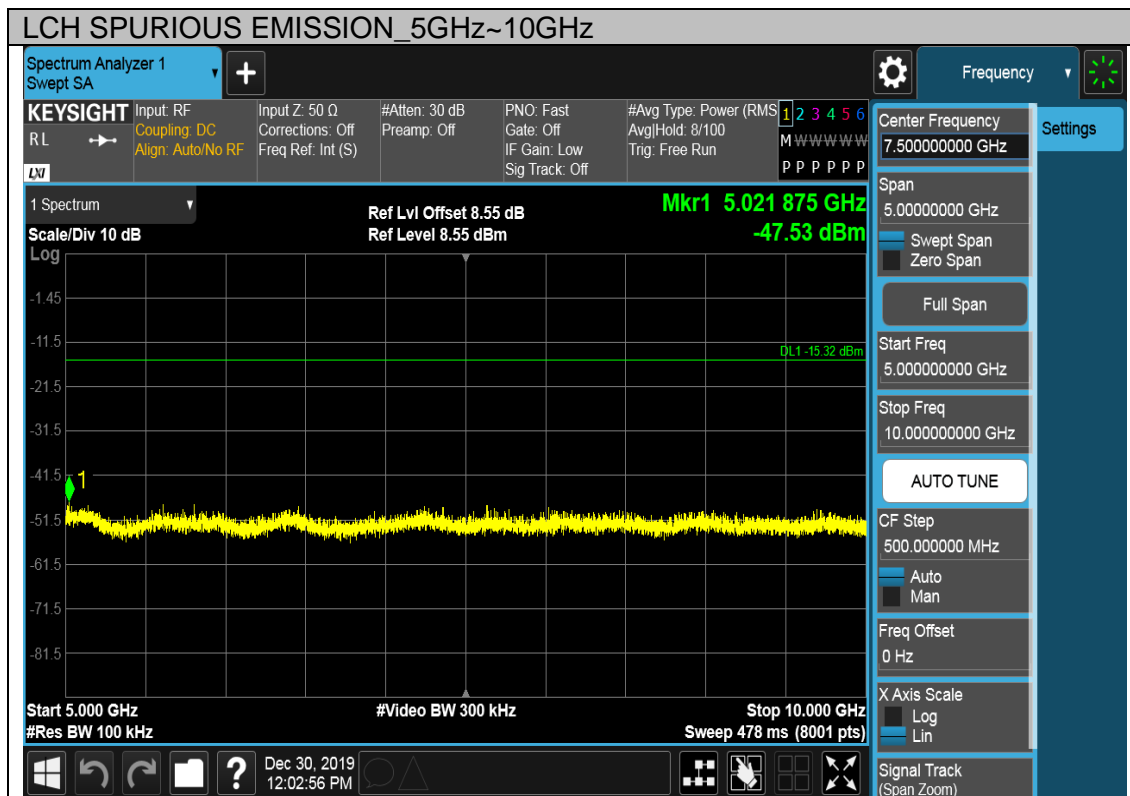 LCH SPURIOUS EMISSION_5GHz~10GHz
Spectrum Analyzer 1
Swept SA
Frequency
KEYSIGHT
RL
LXI
Input: RF
Coupling: DC
Align: Auto/No RF
Input Z: 50 Ω
Corrections: Off
Freq Ref: Int (S)
#Atten: 30 dB
Preamp: Off
PNO: Fast
Gate: Off
IF Gain: Low
Sig Track: Off
#Avg Type: Power (RMS
Avg|Hold: 8/100
Trig: Free Run
1 2 3 4 5 6
M W W W W W
P P P P P P
1 Spectrum
Scale/Div 10 dB
Log
Ref Lvl Offset 8.55 dB
Ref Level 8.55 dBm
Mkr1 5.021 875 GHz
-47.53 dBm
-1.45
-11.5
DL1 -15.32 dBm
-21.5
-31.5
-41.5
1
-51.5
-61.5
-71.5
-81.5
Start 5.000 GHz
#Res BW 100 kHz
#Video BW 300 kHz
Stop 10.000 GHz
Sweep 478 ms (8001 pts)
?
Dec 30, 2019
12:02:56 PM
Center Frequency
7.500000000 GHz
Settings
Span
5.00000000 GHz
Swept Span
Zero Span
Full Span
Start Freq
5.000000000 GHz
Stop Freq
10.000000000 GHz
AUTO TUNE
CF Step
500.000000 MHz
Auto
Man
Freq Offset
0 Hz
X Axis Scale
Log
Lin
Signal Track
(Span Zoom)